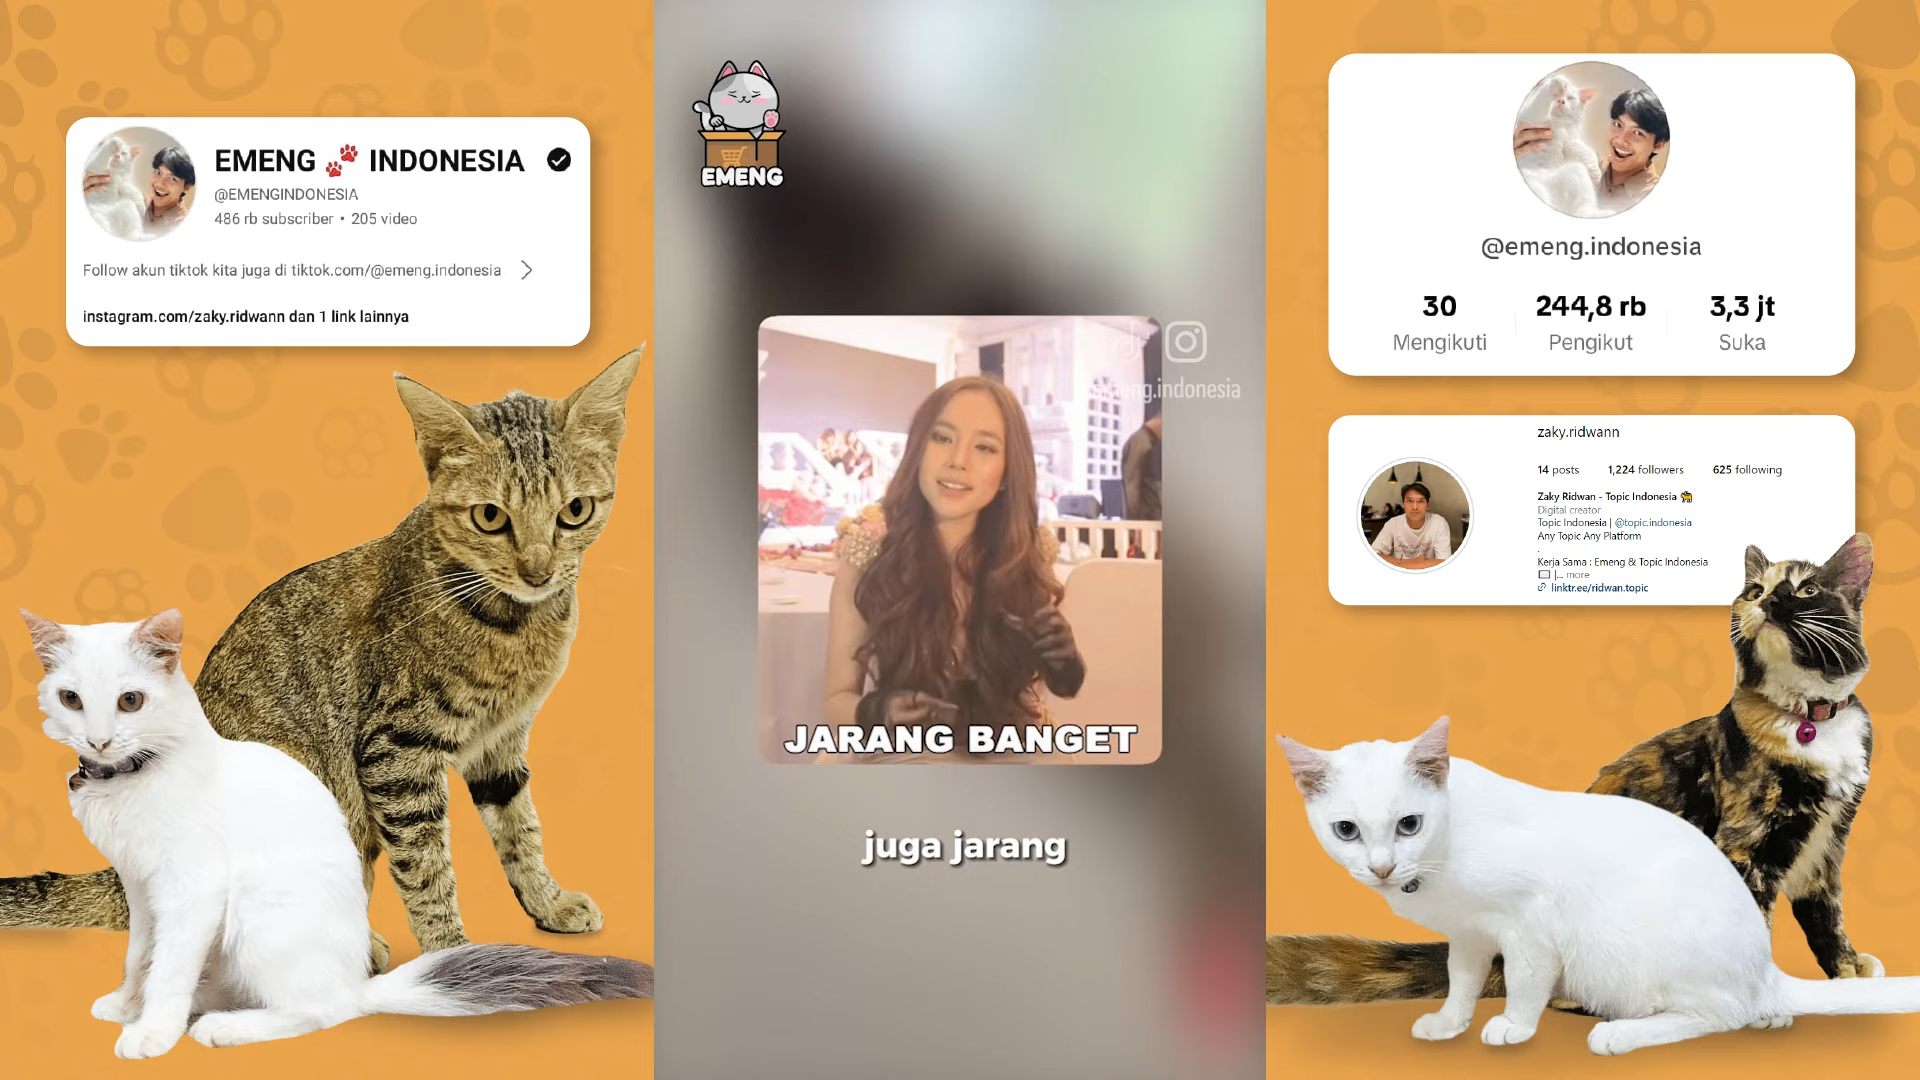 EMENG 🐾 INDONESIA
@EMENGINDONESIA
486 rb subscriber • 205 video
Follow akun tiktok kita juga di tiktok.com/@emeng.indonesia
instagram.com/zaky.ridwann dan 1 link lainnya
EMENG
JARANG BANGET
juga jarang
@emeng.indonesia
30
Mengikuti
244,8 rb
Pengikut
3,3 jt
Suka
zaky.ridwann
14 posts 1,224 followers 625 following
Zaky Ridwan - Topic Indonesia 🐅
Digital creator
Topic Indonesia | @topic.indonesia
Any Topic Any Platform
.
Kerja Sama : Emeng & Topic Indonesia
|... more
linktr.ee/ridwan.topic